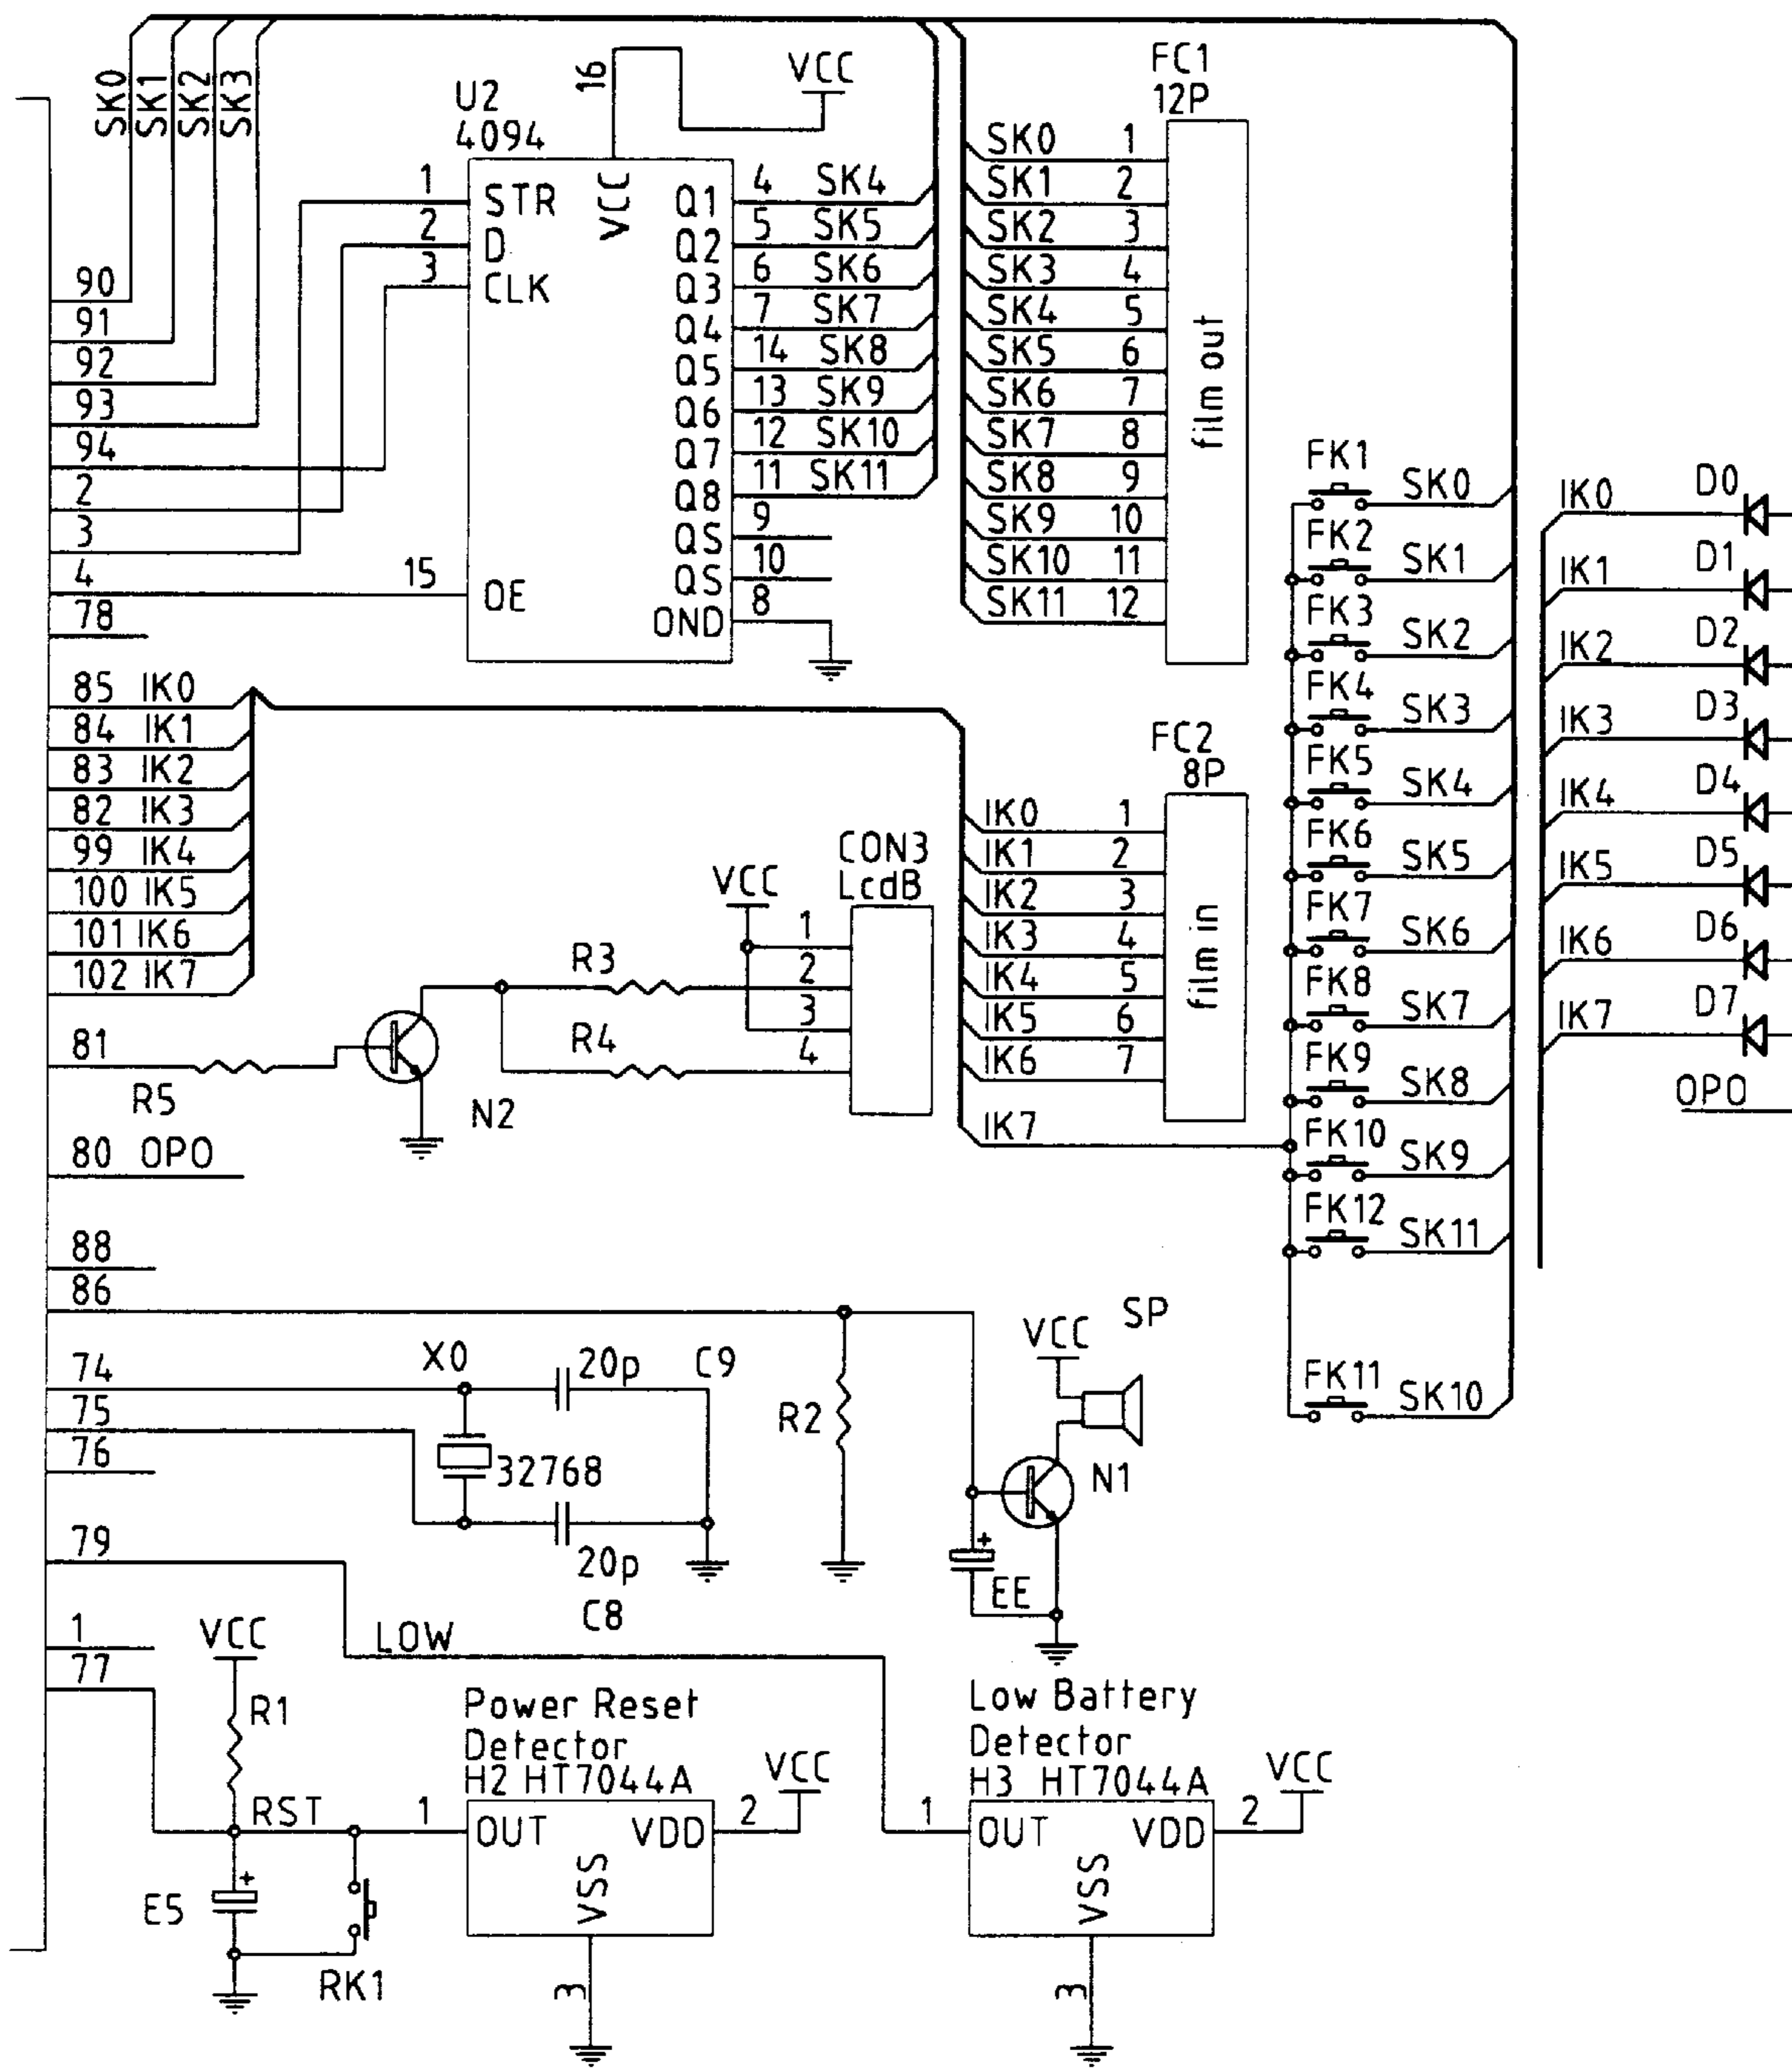 SK0
SK1
SK2
SK3
U2
4094
16
VCC
VCC
1
STR
2
D
3
CLK
15
OE
Q1
4
SK4
Q2
5
SK5
Q3
6
SK6
Q4
7
SK7
Q5
14
SK8
Q6
13
SK9
Q7
12
SK10
Q8
11
SK11
QS
9
QS
10
OND
8
90
91
92
93
94
2
3
4
78
FC1
12P
SK0 1
SK1 2
SK2 3
SK3 4
SK4 5
SK5 6
SK6 7
SK7 8
SK8 9
SK9 10
SK10 11
SK11 12
film out
85 IK0
84 IK1
83 IK2
82 IK3
99 IK4
100 IK5
101 IK6
102 IK7
FC2
8P
IK0 1
IK1 2
IK2 3
IK3 4
IK4 5
IK5 6
IK6 7
IK7
film in
CON3
LcdB
VCC
1
2
3
4
R3
R4
81
R5
N2
80 OPO
88
86
FK1 SK0
FK2 SK1
FK3 SK2
FK4 SK3
FK5 SK4
FK6 SK5
FK7 SK6
FK8 SK7
FK9 SK8
FK10 SK9
FK12 SK11
FK11 SK10
IK0 D0
IK1 D1
IK2 D2
IK3 D3
IK4 D4
IK5 D5
IK6 D6
IK7 D7
OPO
74
75
76
X0
20p
C9
32768
20p
C8
R2
VCC
SP
N1
+
EE
79
LOW
1
77
VCC
R1
RST
+
E5
RK1
Power Reset
Detector
H2 HT7044A
1
OUT
VDD
2
VCC
VSS
3
Low Battery
Detector
H3 HT7044A
1
OUT
VDD
2
VCC
VSS
3